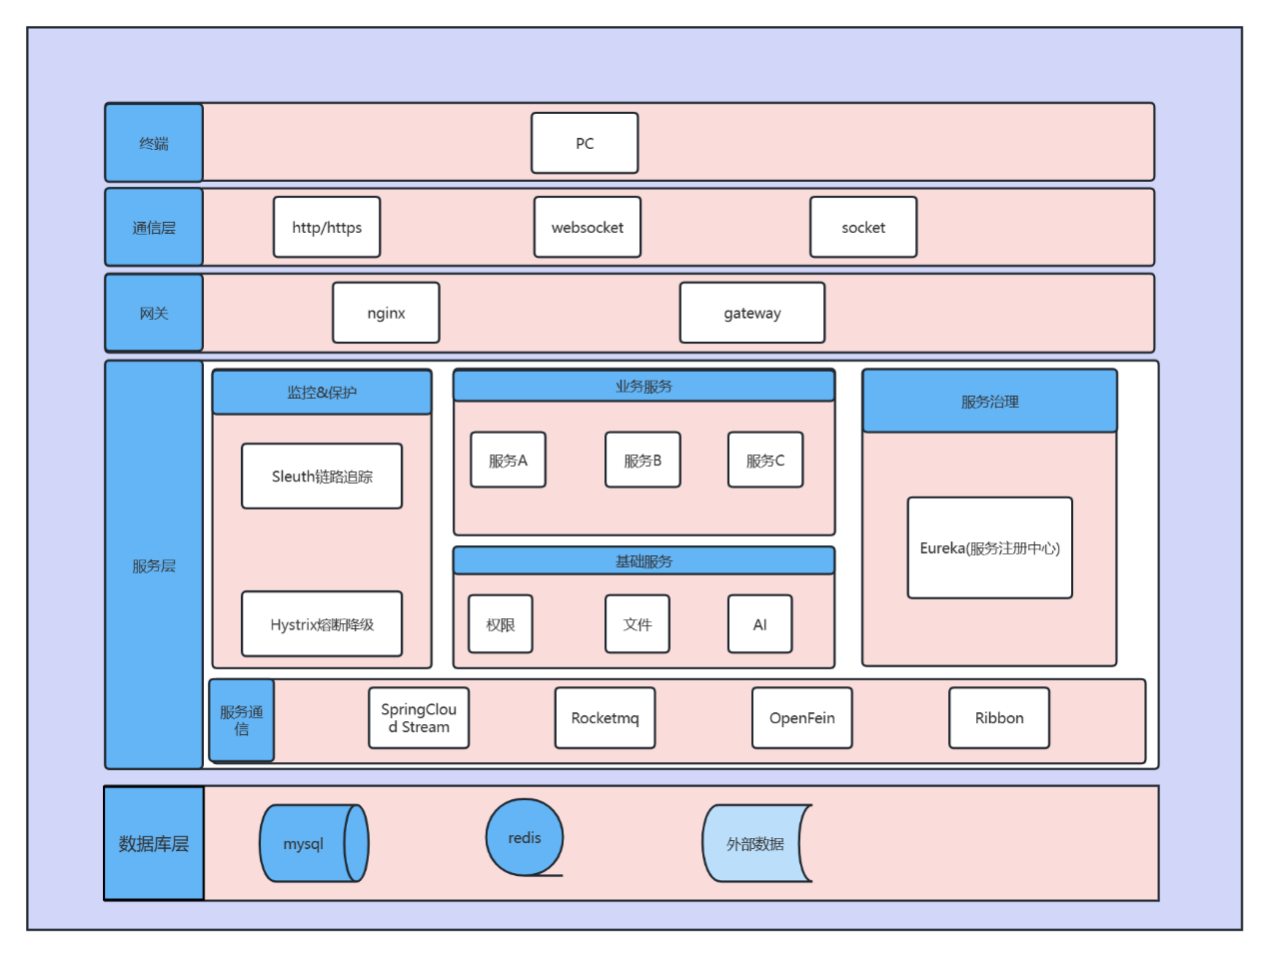 终端
PC
通信层
http/https
websocket
socket
网关
nginx
gateway
服务层
监控&保护
Sleuth链路追踪
Hystrix熔断降级
业务服务
服务A
服务B
服务C
基础服务
权限
文件
AI
服务治理
Eureka(服务注册中心)
服务通
信
SpringClou
d Stream
Rocketmq
OpenFein
Ribbon
数据库层
mysql
redis
外部数据